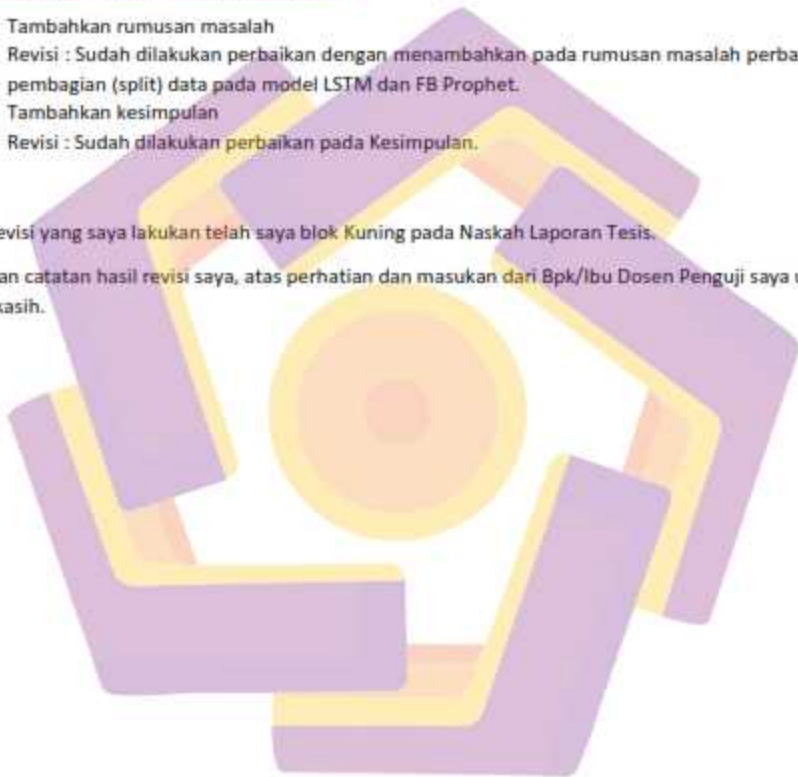 Tambahkan rumusan masalah
Revisi : Sudah dilakukan perbaikan dengan menambahkan pada rumusan masalah perba
pembagian (split) data pada model LSTM dan FB Prophet.
Tambahkan kesimpulan
Revisi : Sudah dilakukan perbaikan pada Kesimpulan.
evisi yang saya lakukan telah saya blok Kuning pada Naskah Laporan Tesis.
an catatan hasil revisi saya, atas perhatian dan masukan dari Bpk/Ibu Dosen Penguji saya u
kasih.